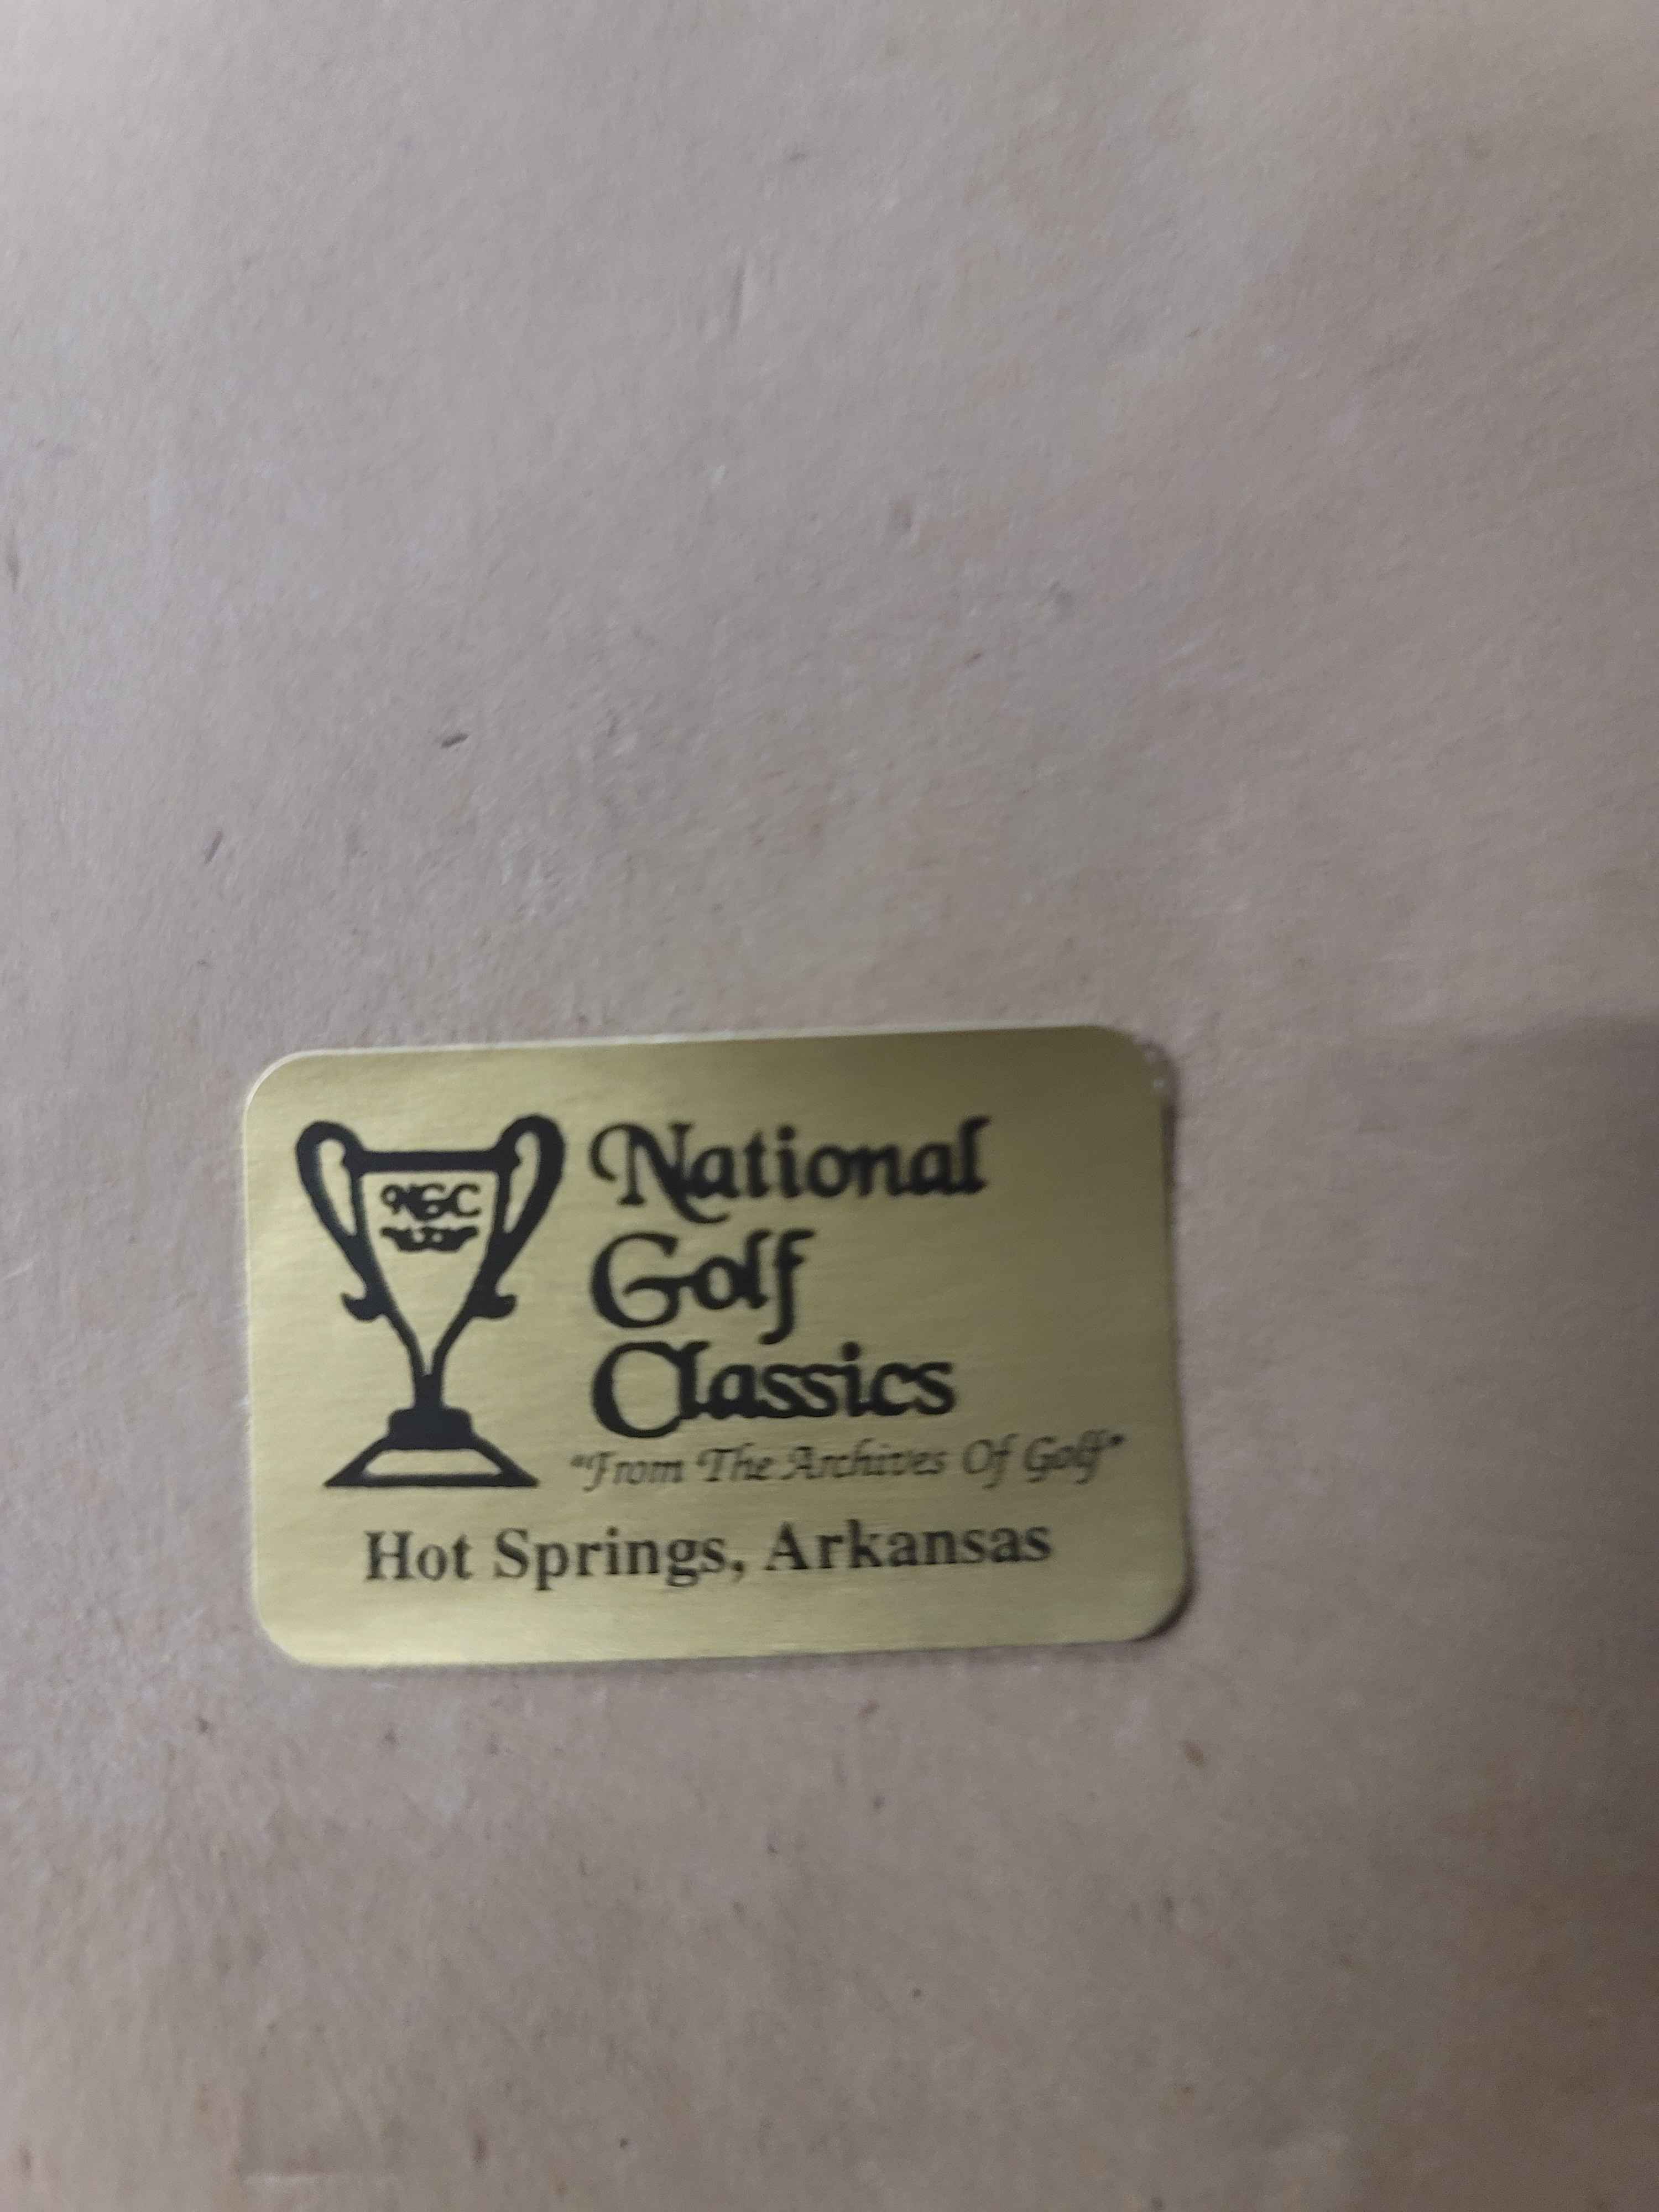 NGC
National
Golf
Classics
"From The Archives Of Golf"
Hot Springs, Arkansas